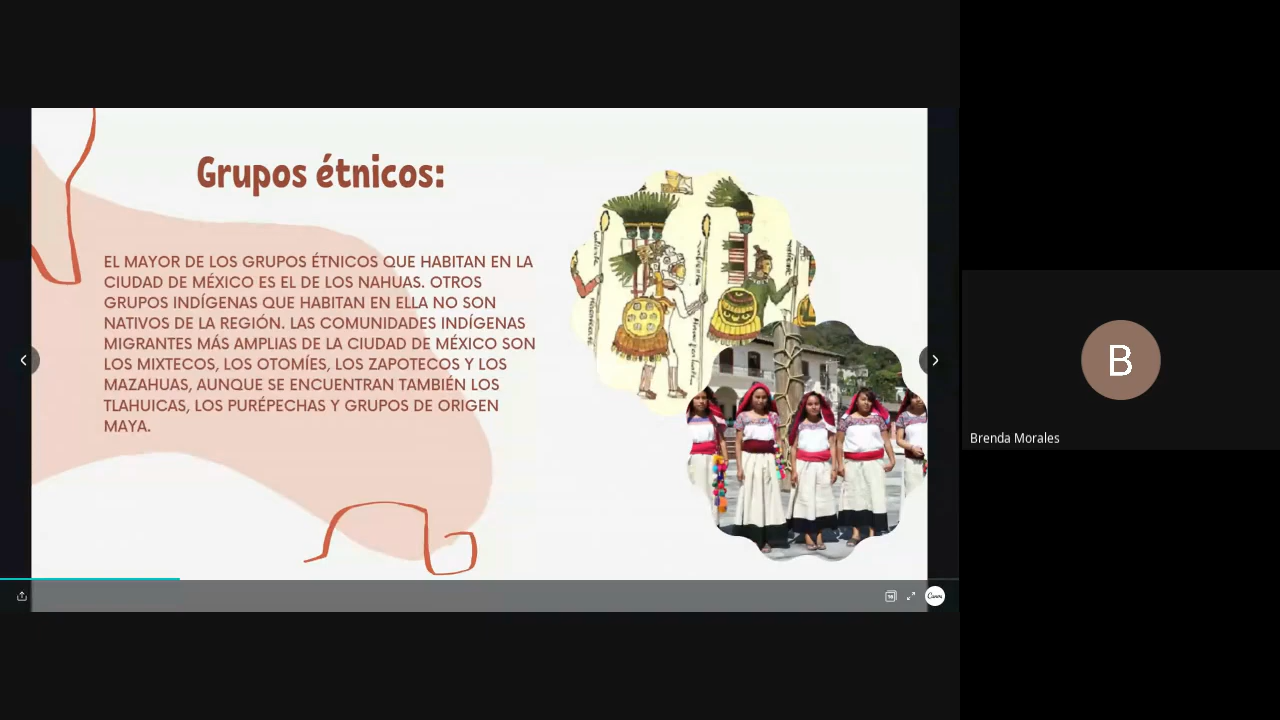 Grupos étnicos:
EL MAYOR DE LOS GRUPOS ÉTNICOS QUE HABITAN EN LA
CIUDAD DE MÉXICO ES EL DE LOS NAHUAS. OTROS
GRUPOS INDÍGENAS QUE HABITAN EN ELLA NO SON
NATIVOS DE LA REGIÓN. LAS COMUNIDADES INDÍGENAS
MIGRANTES MÁS AMPLIAS DE LA CIUDAD DE MÉXICO SON
LOS MIXTECOS, LOS OTOMÍES, LOS ZAPOTECOS Y LOS
MAZAHUAS, AUNQUE SE ENCUENTRAN TAMBIÉN LOS
TLAHUICAS, LOS PURÉPECHAS Y GRUPOS DE ORIGEN
MAYA.
Canva
B
Brenda Morales